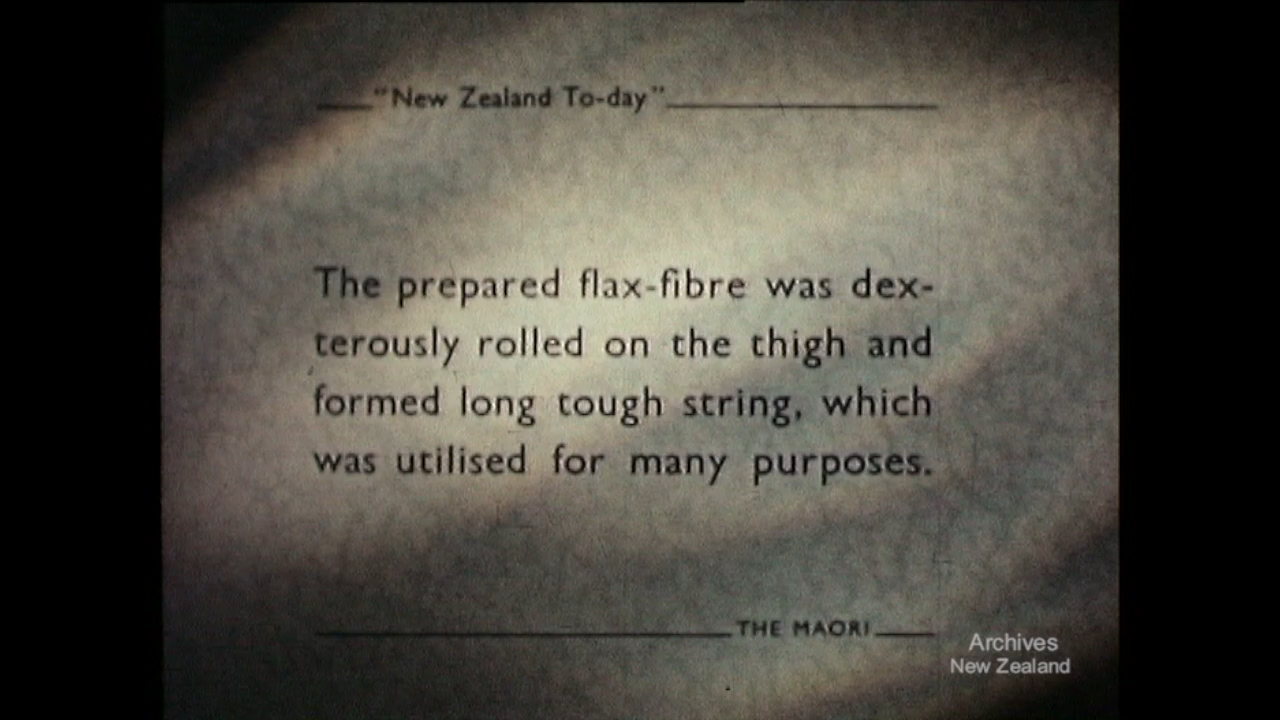 "New Zealand To-day"
The prepared flax-fibre was dex-
terously rolled on the thigh and
formed long tough string, which
was utilised for many purposes.
THE MAORI
Archives
New Zealand